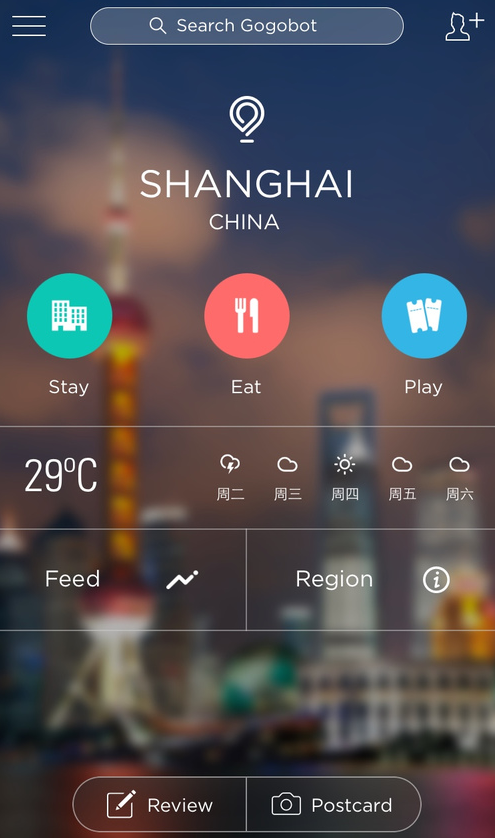 Search Gogobot
SHANGHAI
CHINA
Stay
Eat
Play
29°C
周二 周三 周四 周五 周六
Feed
Region
Review
Postcard